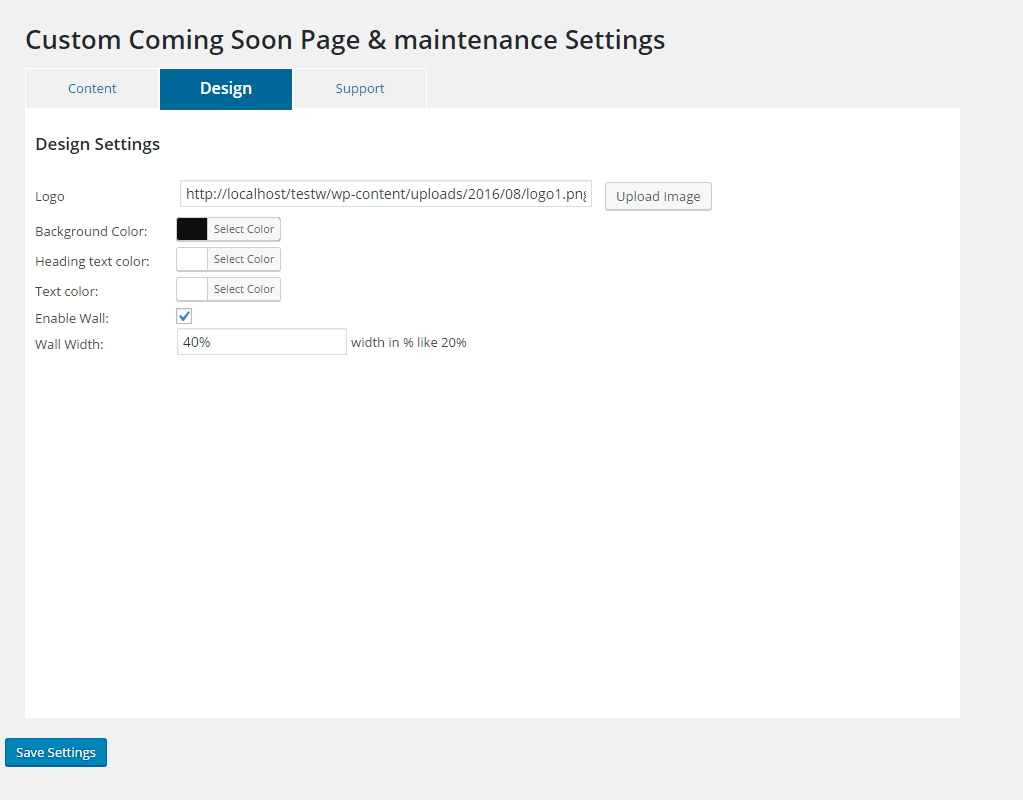 Custom Coming Soon Page & maintenance Settings
Content Design Support
Design Settings
Logo http://localhost/testw/wp-content/uploads/2016/08/logo1.png Upload Image
Background Color: Select Color
Heading text color: Select Color
Text color: Select Color
Enable Wall:
Wall Width: 40% width in % like 20%
Save Settings